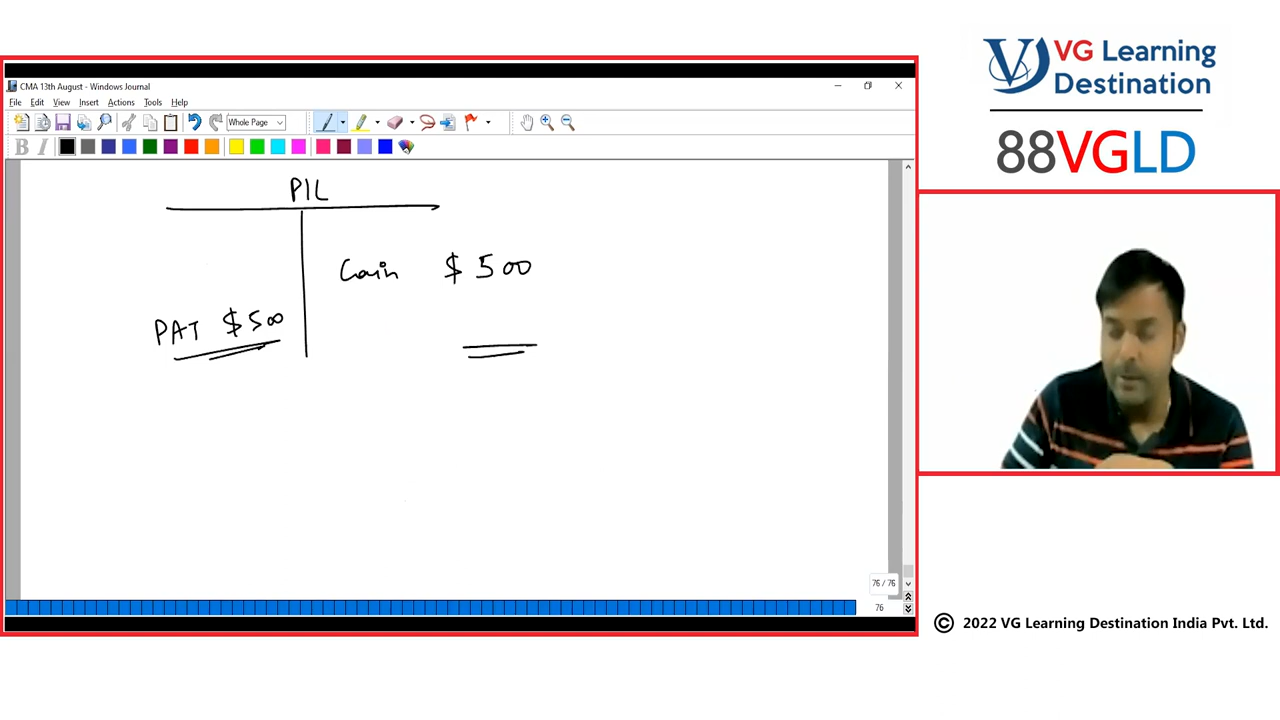 VG Learning
Destination
88VGLD
CMA 13th August - Windows Journal
File Edit View Insert Actions Tools Help
Whole Page
B I
P/L
Gain $ 500
PAT $500
76 / 76
76
© 2022 VG Learning Destination India Pvt. Ltd.